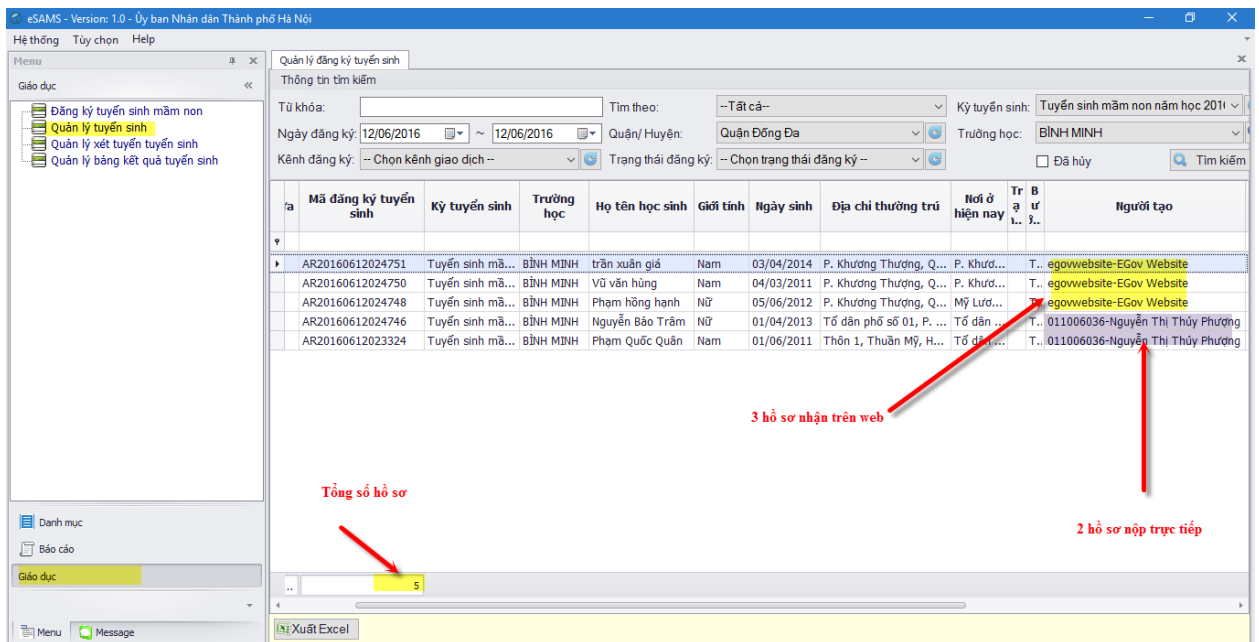 eSAMS - Version: 1.0 - Ủy ban Nhân dân Thành phố Hà Nội
Hệ thống Tùy chọn Help
Menu
Quản lý đăng ký tuyển sinh
Giáo dục
Thông tin tìm kiếm
Đăng ký tuyển sinh mầm non
Quản lý tuyển sinh
Quản lý xét tuyển tuyển sinh
Quản lý bảng kết quả tuyển sinh
Từ khóa: Tìm theo: --Tất cả-- Kỳ tuyển sinh: Tuyển sinh mầm non năm học 201
Ngày đăng ký: 12/06/2016 ~ 12/06/2016 Quận/ Huyện: Quận Đống Đa Trường học: BÌNH MINH
Kênh đăng ký: -- Chọn kênh giao dịch -- Trạng thái đăng ký: -- Chọn trạng thái đăng ký -- Đã hủy Tìm kiếm
Mã đăng ký tuyển sinh Kỳ tuyển sinh Trường học Họ tên học sinh Giới tính Ngày sinh Địa chỉ thường trú Nơi ở hiện nay Người tạo
AR20160612024751 Tuyển sinh mầ... BÌNH MINH trần xuân giá Nam 03/04/2014 P. Khương Thượng, Q... P. Khươ... T.. egovwebsite-EGov Website
AR20160612024750 Tuyển sinh mầ... BÌNH MINH Vũ văn hùng Nam 04/03/2011 P. Khương Thượng, Q... P. Khươ... T.. egovwebsite-EGov Website
AR20160612024748 Tuyển sinh mầ... BÌNH MINH Phạm hồng hạnh Nữ 05/06/2012 P. Khương Thượng, Q... Mỹ Lươ... egovwebsite-EGov Website
AR20160612024746 Tuyển sinh mầ... BÌNH MINH Nguyễn Bảo Trâm Nữ 01/04/2013 Tổ dân phố số 01, P. ... Tổ dân ... T.. 011006036-Nguyễn Thị Thúy Phượng
AR20160612023324 Tuyển sinh mầ... BÌNH MINH Phạm Quốc Quân Nam 01/06/2011 Thôn 1, Thuần Mỹ, H... Tổ dân ... T.. 011006036-Nguyễn Thị Thúy Phượng
3 hồ sơ nhận trên web
Tổng số hồ sơ
2 hồ sơ nộp trực tiếp
Danh mục
Báo cáo
Giáo dục
.. 5
Menu Message
Xuất Excel